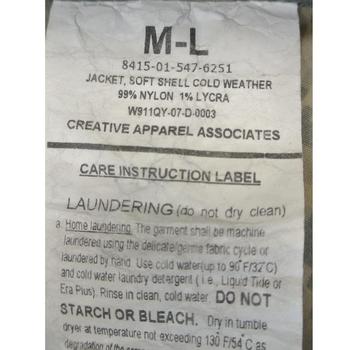 M-L
8415-01-547-6251
JACKET, SOFT SHELL COLD WEATHER
99% NYLON 1% LYCRA
W911QY-07-D-0003
CREATIVE APPAREL ASSOCIATES
CARE INSTRUCTION LABEL
LAUNDERING (do not dry clean)
a. Home laundering. The garment shall be machine
laundered using the delicate/gentle fabric cycle or
laundered by hand. Use cold water(up to 90˚F/32˚C)
and cold water laundry detergent ( i.e., Liquid Tide or
Era Plus). Rinse in clean, cold water. DO NOT
STARCH OR BLEACH. Dry in tumble
dryer at temperature not exceeding 130˚F/54˚C as
degradation of the